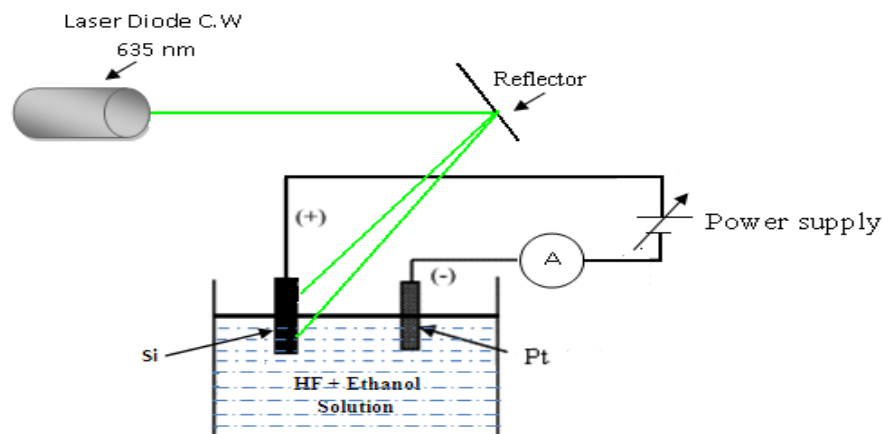 Laser Diode C.W
635 nm
Reflector
(+)
Power supply
A
(-)
Si
Pt
HF + Ethanol
Solution